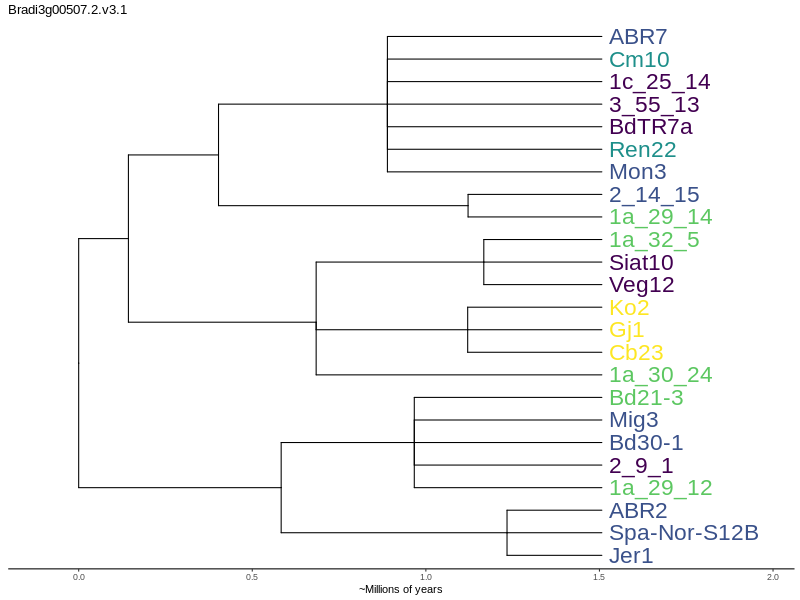 Bradi3g00507.2.v3.1
ABR7
Cm10
1c_25_14
3_55_13
BdTR7a
Ren22
Mon3
2_14_15
1a_29_14
1a_32_5
Siat10
Veg12
Ko2
Gj1
Cb23
1a_30_24
Bd21-3
Mig3
Bd30-1
2_9_1
1a_29_12
ABR2
Spa-Nor-S12B
Jer1
0.0 0.5 1.0 1.5 2.0
~Millions of years